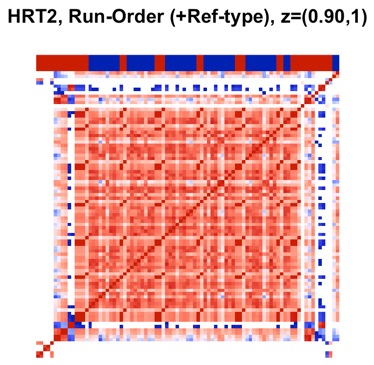 HRT2, Run-Order (+Ref-type), z=(0.90,1)